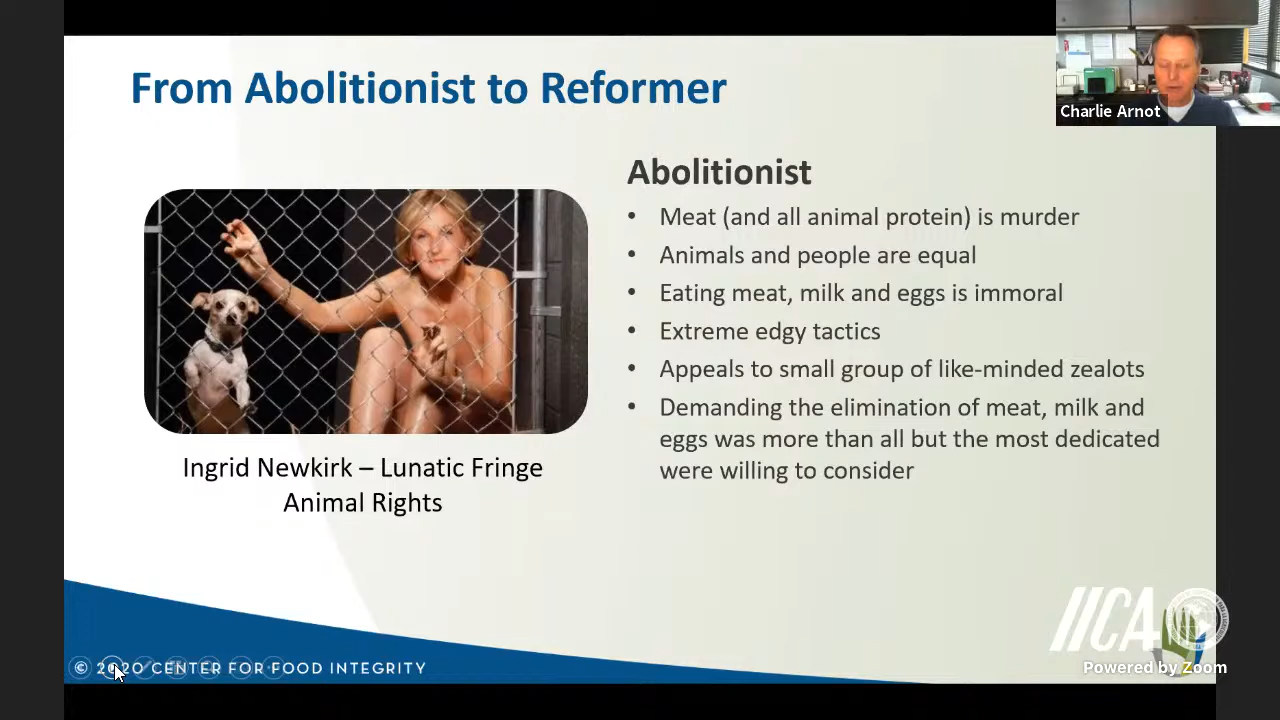 From Abolitionist to Reformer
Charlie Arnot
Abolitionist
• Meat (and all animal protein) is murder
• Animals and people are equal
• Eating meat, milk and eggs is immoral
• Extreme edgy tactics
• Appeals to small group of like-minded zealots
• Demanding the elimination of meat, milk and
eggs was more than all but the most dedicated
were willing to consider
Ingrid Newkirk – Lunatic Fringe
Animal Rights
IICA
© 2020 CENTER FOR FOOD INTEGRITY
Powered by Zoom